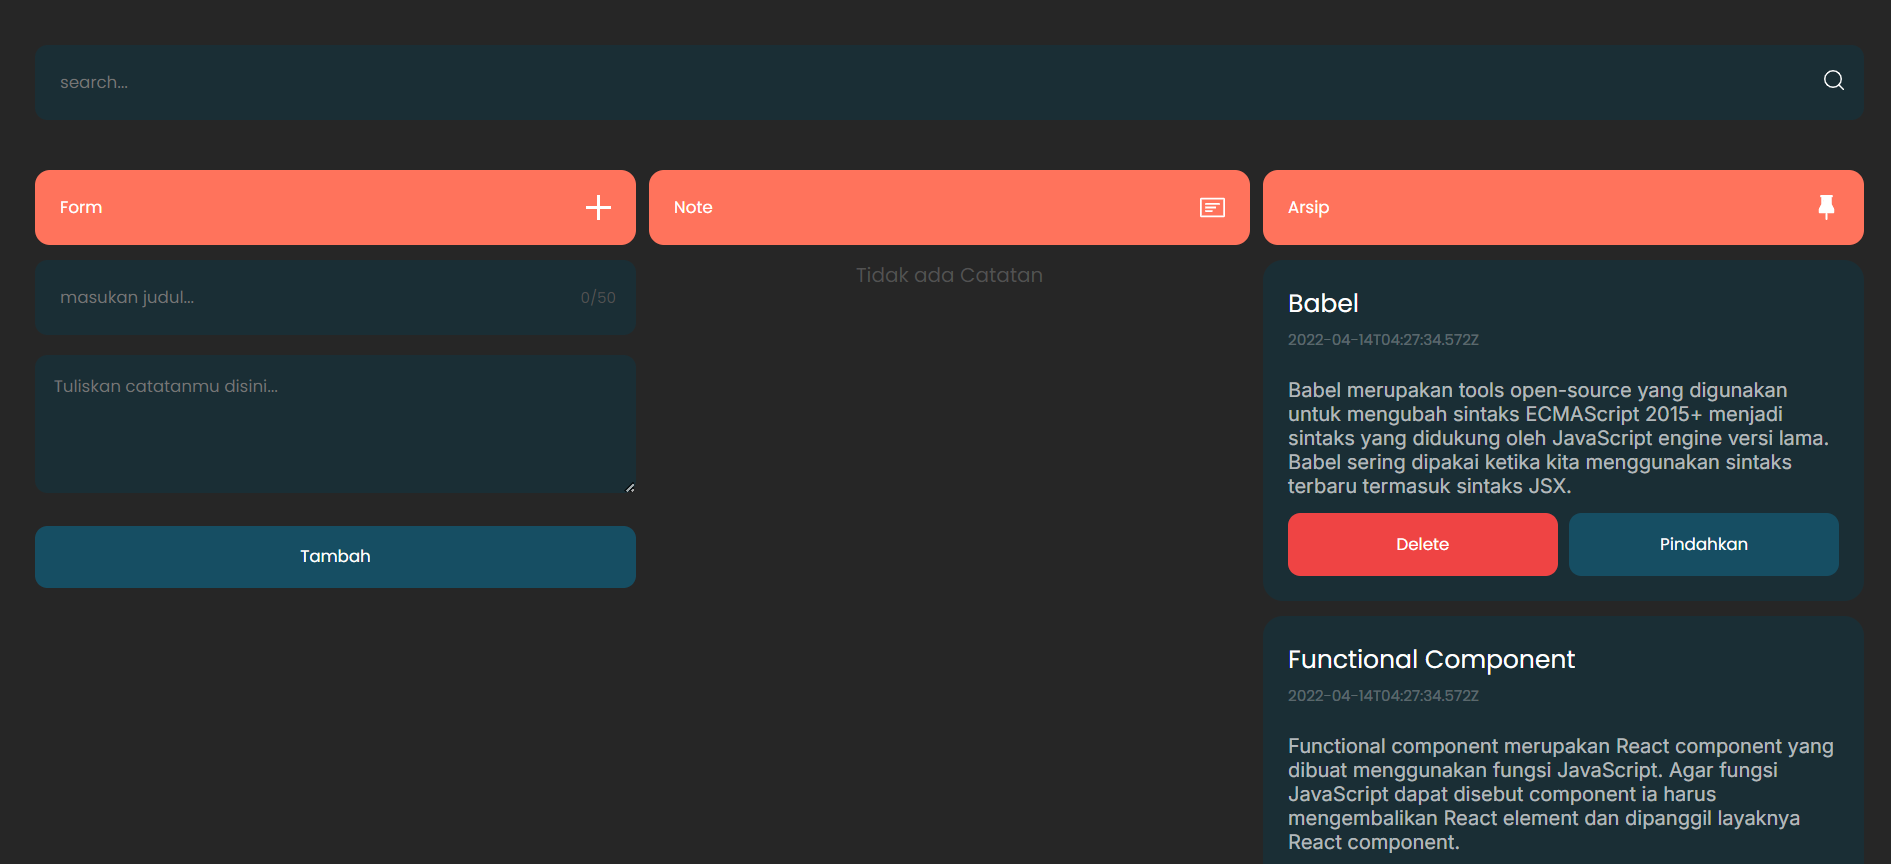 search...
Form
masukan judul...
0/50
Tuliskan catatanmu disini...
Tambah
Note
Tidak ada Catatan
Arsip
Babel
2022-04-14T04:27:34.572Z
Babel merupakan tools open-source yang digunakan
untuk mengubah sintaks ECMAScript 2015+ menjadi
sintaks yang didukung oleh JavaScript engine versi lama.
Babel sering dipakai ketika kita menggunakan sintaks
terbaru termasuk sintaks JSX.
Delete
Pindahkan
Functional Component
2022-04-14T04:27:34.572Z
Functional component merupakan React component yang
dibuat menggunakan fungsi JavaScript. Agar fungsi
JavaScript dapat disebut component ia harus
mengembalikan React element dan dipanggil layaknya
React component.